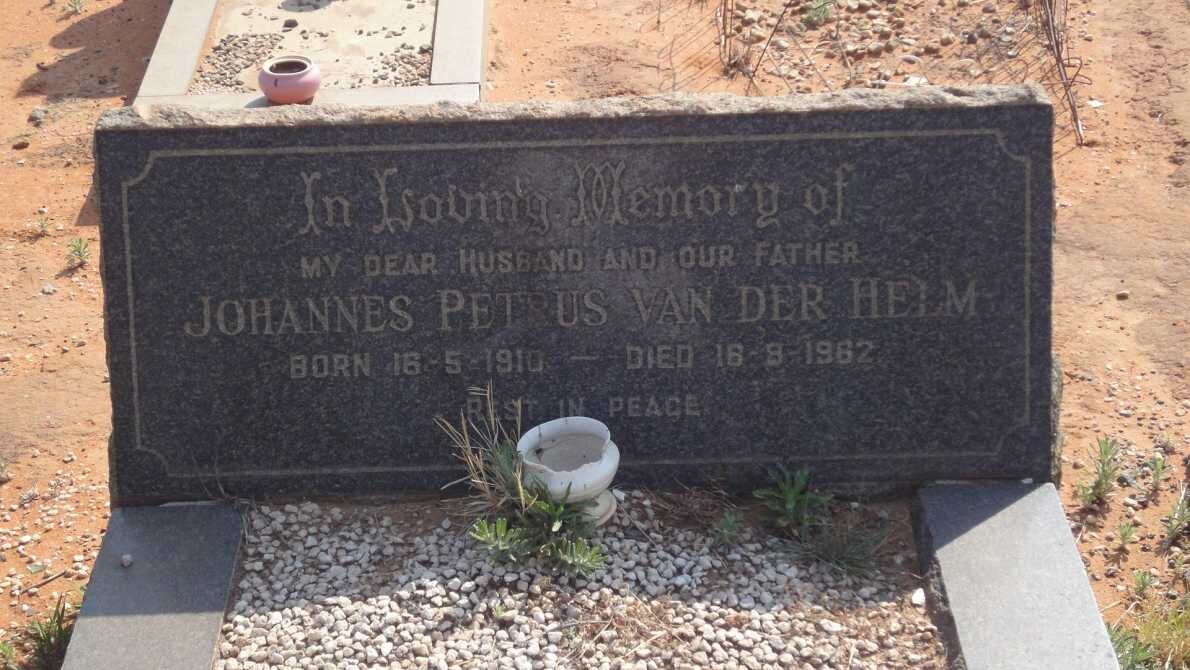 In Loving Memory of
MY DEAR HUSBAND AND OUR FATHER
JOHANNES PETRUS VAN DER HELM
BORN 16-5-1910 — DIED 18-9-1962
REST IN PEACE